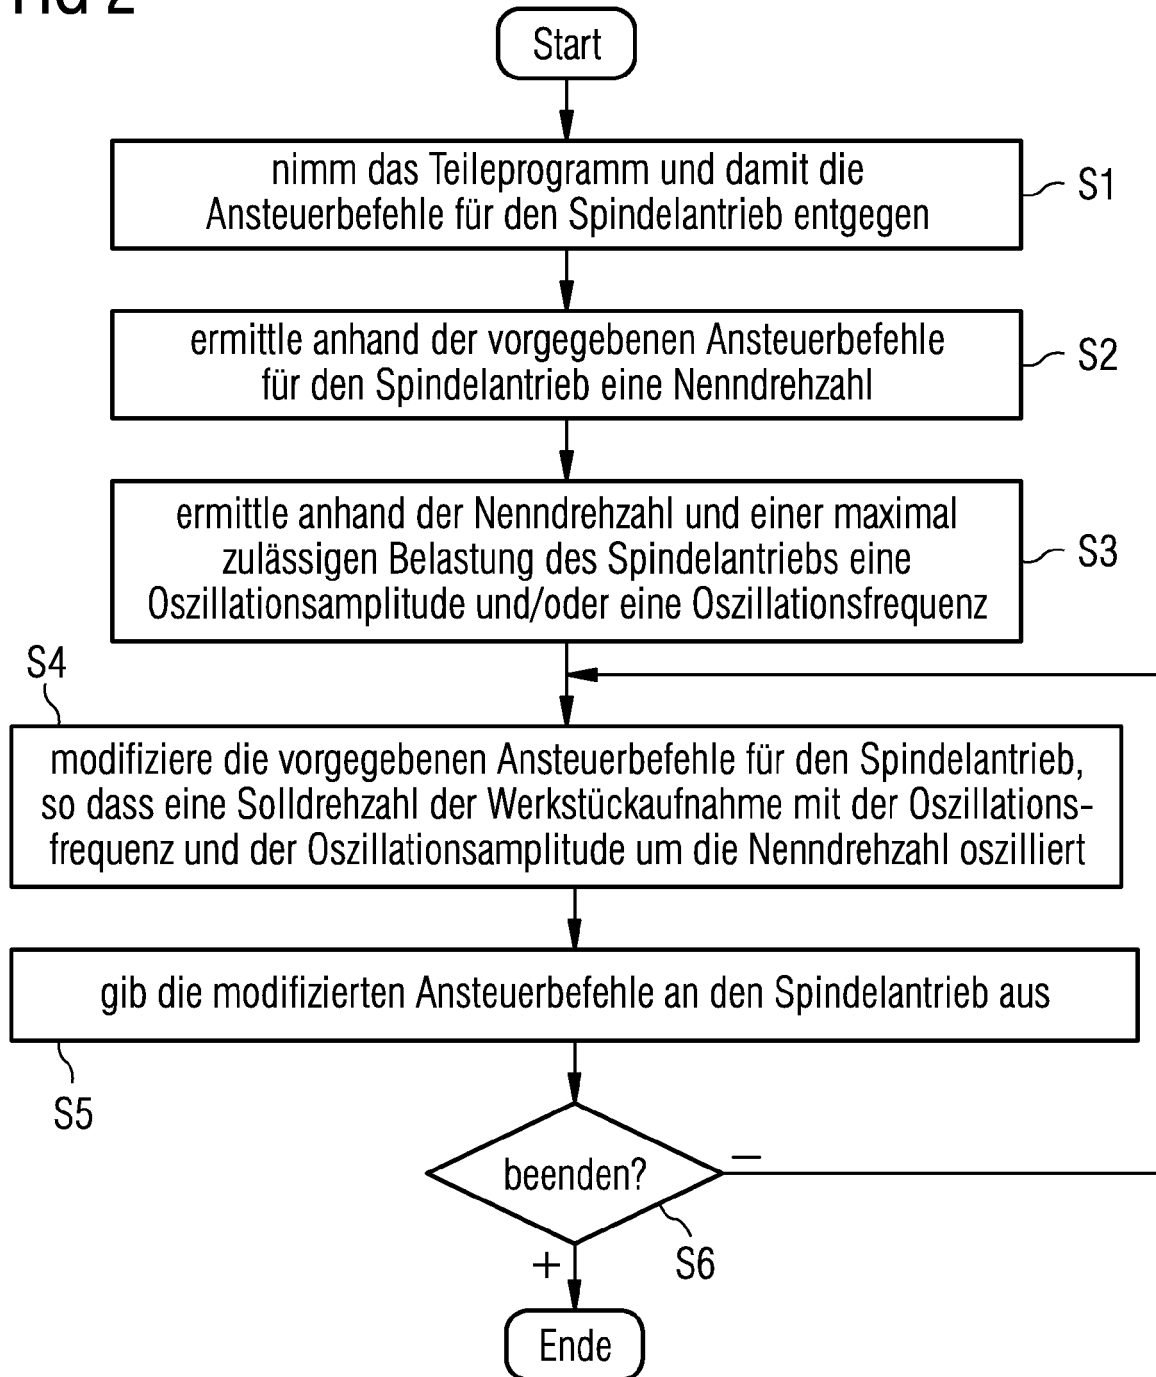 FIG 2
Start
nimm das Teileprogramm und damit die
Ansteuerbefehle für den Spindelantrieb entgegen
S1
ermittle anhand der vorgegebenen Ansteuerbefehle
für den Spindelantrieb eine Nenndrehzahl
S2
ermittle anhand der Nenndrehzahl und einer maximal
zulässigen Belastung des Spindelantriebs eine
Oszillationsamplitude und/oder eine Oszillationsfrequenz
S3
S4
modifiziere die vorgegebenen Ansteuerbefehle für den Spindelantrieb,
so dass eine Solldrehzahl der Werkstückaufnahme mit der Oszillations-
frequenz und der Oszillationsamplitude um die Nenndrehzahl oszilliert
gib die modifizierten Ansteuerbefehle an den Spindelantrieb aus
S5
beenden?
–
S6
+
Ende